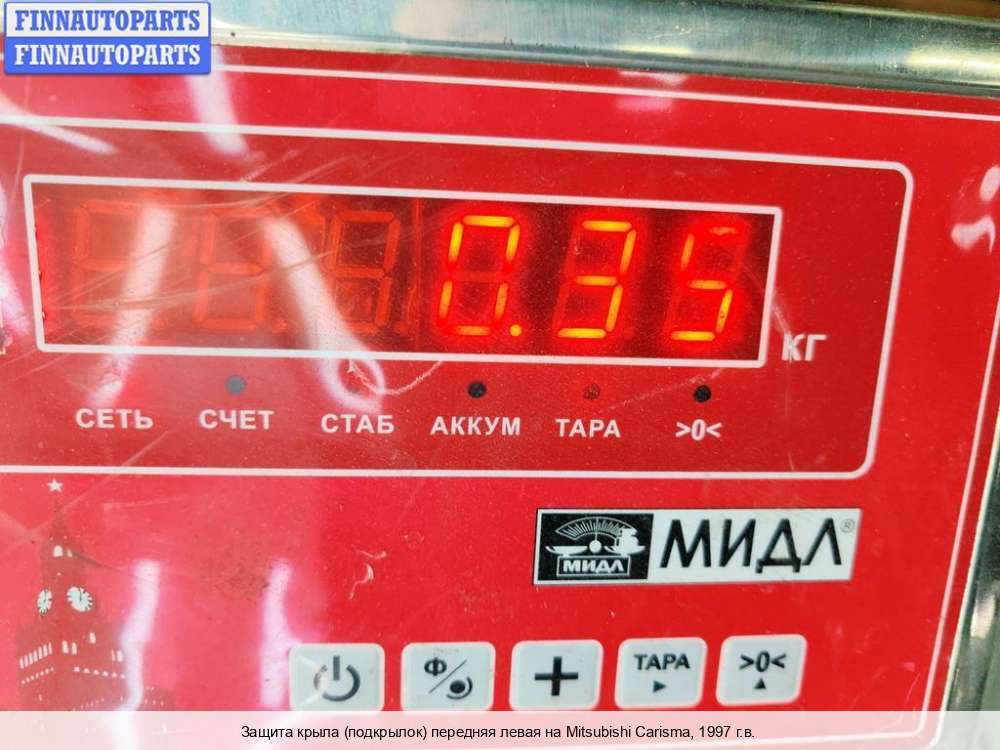 FINNAUTOPARTS
FINNAUTOPARTS
0.35
КГ
СЕТЬ СЧЕТ СТАБ АККУМ ТАРА >0<
МИДЛ
МИДЛ®
Ф
+
ТАРА
>0<
Защита крыла (подкрылок) передняя левая на Mitsubishi Carisma, 1997 г.в.